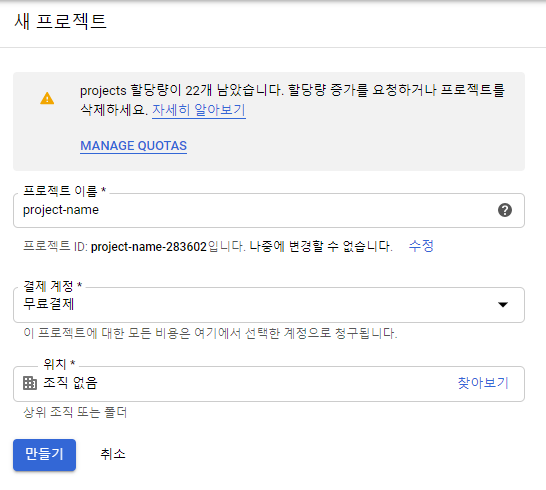 새 프로젝트
projects 할당량이 22개 남았습니다. 할당량 증가를 요청하거나 프로젝트를
삭제하세요. 자세히 알아보기
MANAGE QUOTAS
프로젝트 이름 *
project-name
프로젝트 ID: project-name-283602입니다. 나중에 변경할 수 없습니다. 수정
결제 계정 *
무료결제
이 프로젝트에 대한 모든 비용은 여기에서 선택한 계정으로 청구됩니다.
위치 *
조직 없음 찾아보기
상위 조직 또는 폴더
만들기 취소